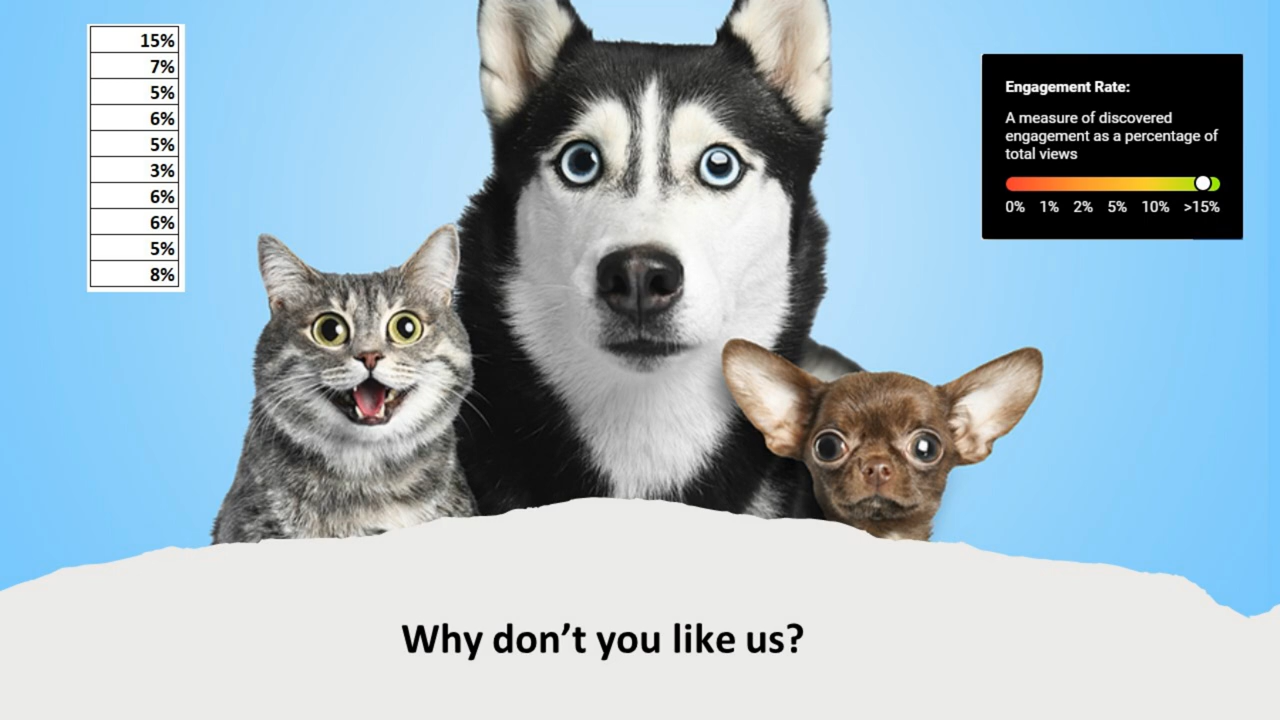 15%
7%
5%
6%
5%
3%
6%
6%
5%
8%
Engagement Rate:
A measure of discovered
engagement as a percentage of
total views
0% 1% 2% 5% 10% >15%
Why don’t you like us?